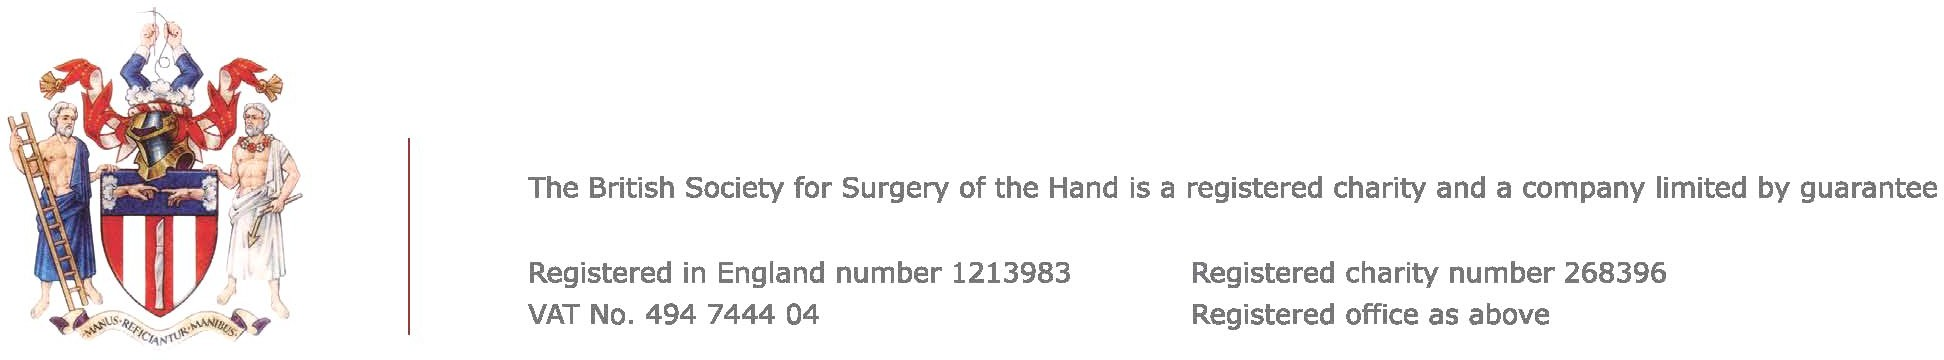 MANUS·REFICIANTUR·MANIBUS·
The British Society for Surgery of the Hand is a registered charity and a company limited by guarantee
Registered in England number 1213983
Registered charity number 268396
VAT No. 494 7444 04
Registered office as above